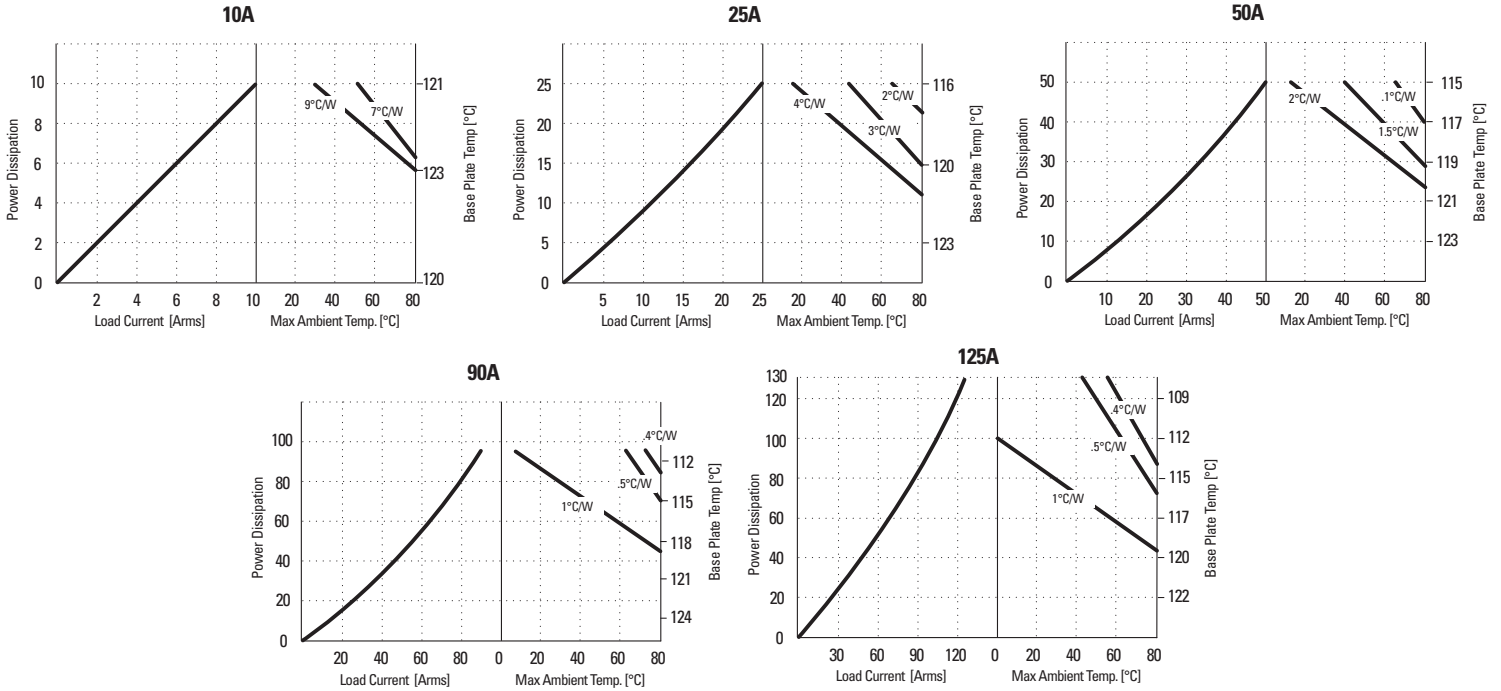 10A
10
8
6
4
2
0
Power Dissipation
9°C/W
7°C/W
121
123
120
Base Plate Temp [°C]
2 4 6 8 10 20 40 60 80
Load Current [Arms] Max Ambient Temp. [°C]
25A
25
20
15
10
5
0
Power Dissipation
4°C/W
2°C/W
3°C/W
116
120
123
Base Plate Temp [°C]
5 10 15 20 25 20 40 60 80
Load Current [Arms] Max Ambient Temp. [°C]
50A
50
40
30
20
10
0
Power Dissipation
2°C/W
.1°C/W
1.5°C/W
115
117
119
121
123
Base Plate Temp [°C]
10 20 30 40 50 20 40 60 80
Load Current [Arms] Max Ambient Temp. [°C]
90A
100
80
60
40
20
0
Power Dissipation
.4°C/W
.5°C/W
1°C/W
112
115
118
121
124
Base Plate Temp [°C]
20 40 60 80 0 20 40 60 80
Load Current [Arms] Max Ambient Temp. [°C]
125A
130
120
100
80
60
40
20
0
Power Dissipation
.4°C/W
.5°C/W
1°C/W
109
112
115
117
120
122
Base Plate Temp [°C]
30 60 90 120 0 20 40 60 80
Load Current [Arms] Max Ambient Temp. [°C]